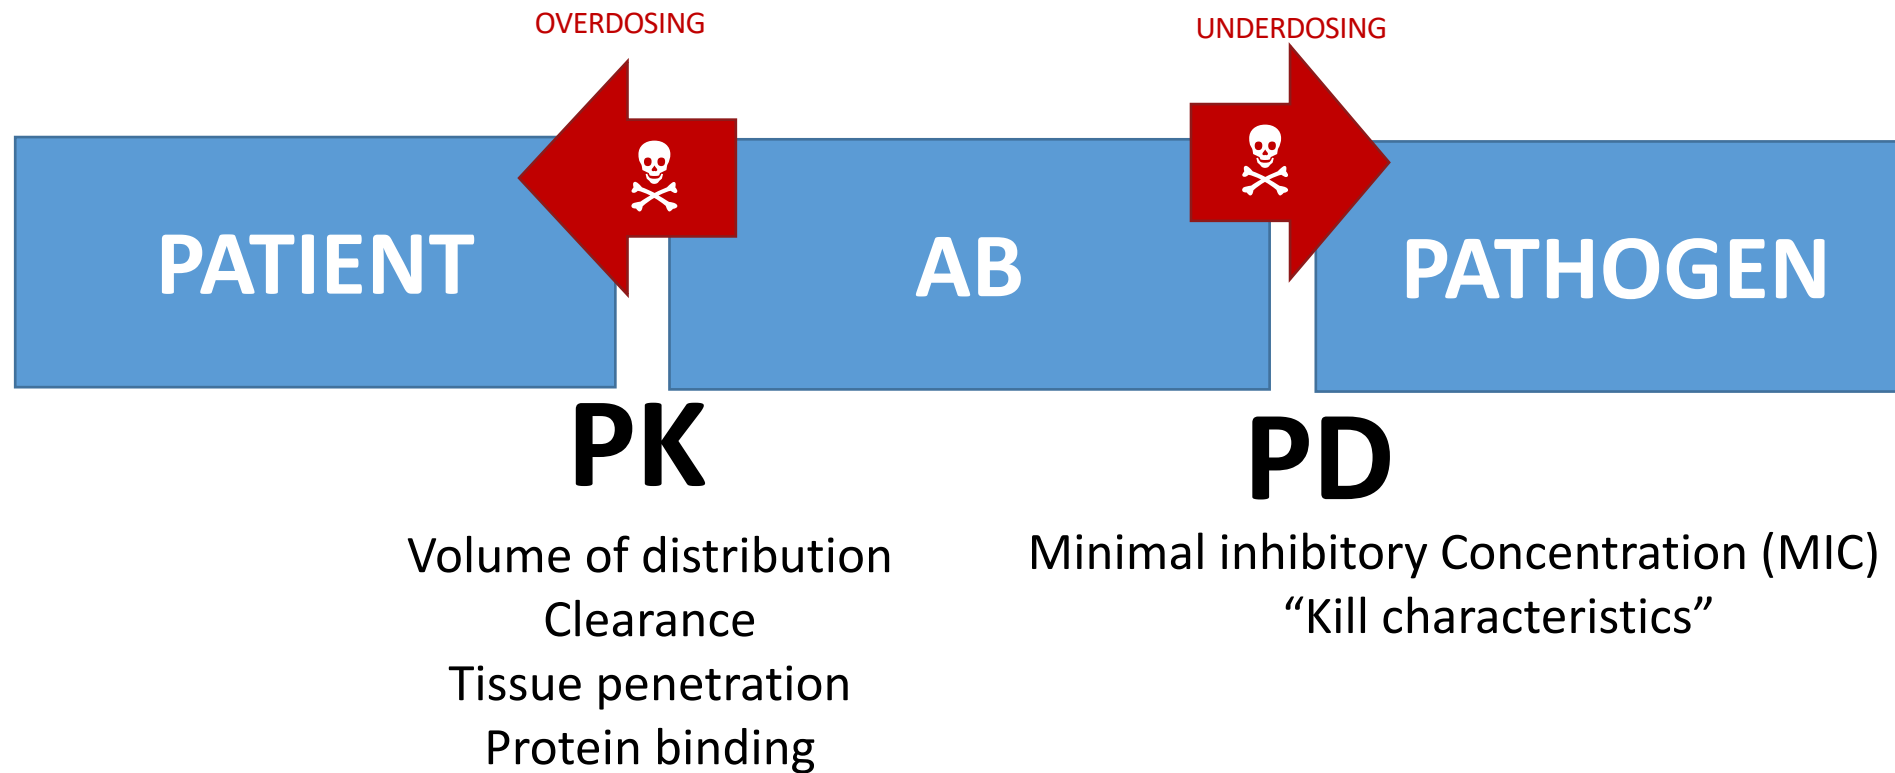 OVERDOSING
UNDERDOSING
PATIENT
AB
PATHOGEN
PK
Volume of distribution
Clearance
Tissue penetration
Protein binding
PD
Minimal inhibitory Concentration (MIC)
“Kill characteristics”